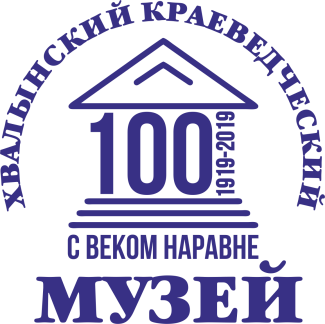 ХВАЛЫНСКИЙ КРАЕВЕДЧЕСКИЙ
100
1919-2019
С ВЕКОМ НАРАВНЕ
МУЗЕЙ